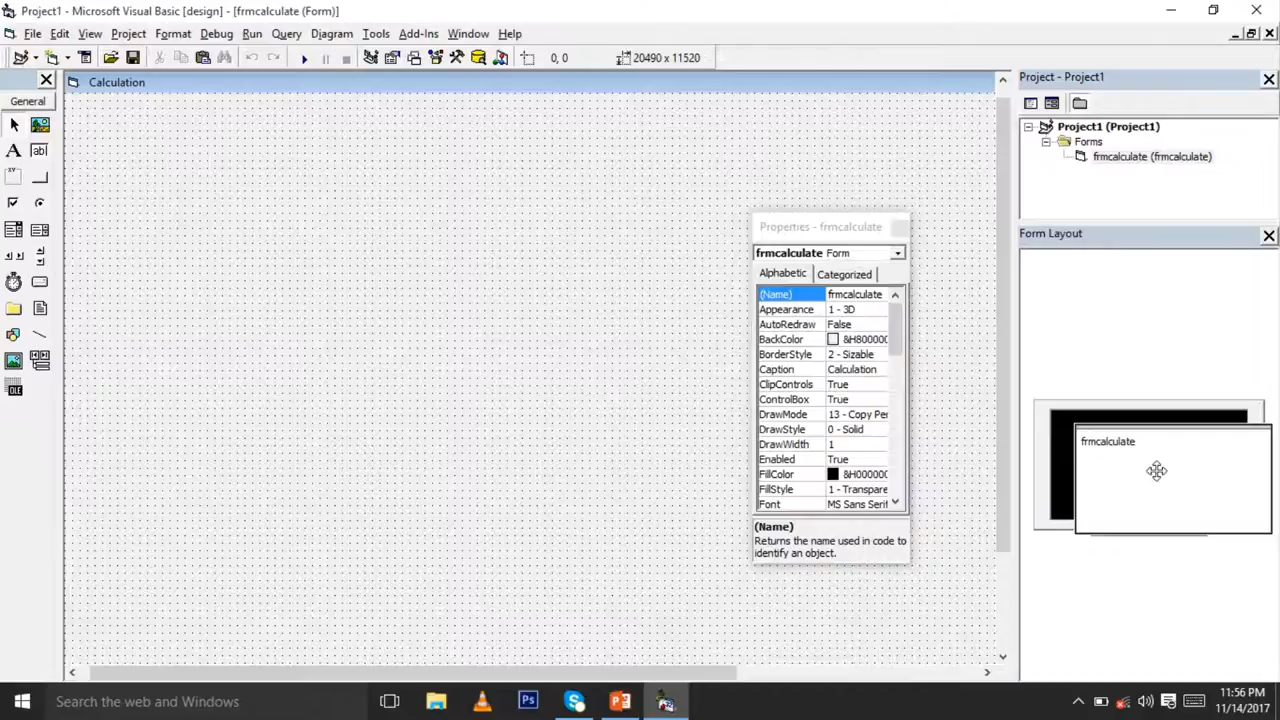 Project1 - Microsoft Visual Basic [design] - [frmcalculate (Form)]
File Edit View Project Format Debug Run Query Diagram Tools Add-Ins Window Help
0, 0 20490 x 11520
General
Calculation
Project - Project1
Project1 (Project1)
Forms
frmcalculate (frmcalculate)
Properties - frmcalculate
frmcalculate Form
Alphabetic Categorized
(Name) frmcalculate
Appearance 1 - 3D
AutoRedraw False
BackColor &H800000
BorderStyle 2 - Sizable
Caption Calculation
ClipControls True
ControlBox True
DrawMode 13 - Copy Per
DrawStyle 0 - Solid
DrawWidth 1
Enabled True
FillColor &H000000
FillStyle 1 - Transpare
Font MS Sans Serif
(Name)
Returns the name used in code to
identify an object.
Form Layout
frmcalculate
OLE
Search the web and Windows
Ps
11:56 PM
11/14/2017